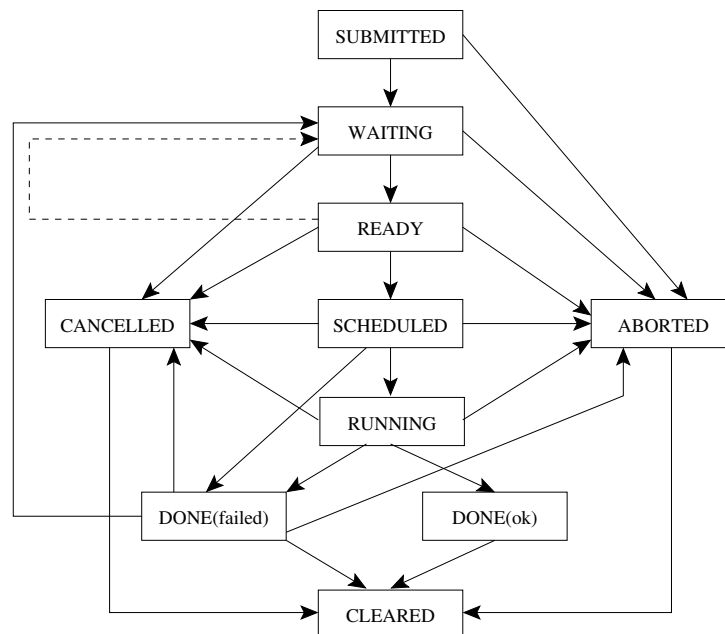 SUBMITTED
WAITING
READY
CANCELLED
SCHEDULED
ABORTED
RUNNING
DONE(failed)
DONE(ok)
CLEARED